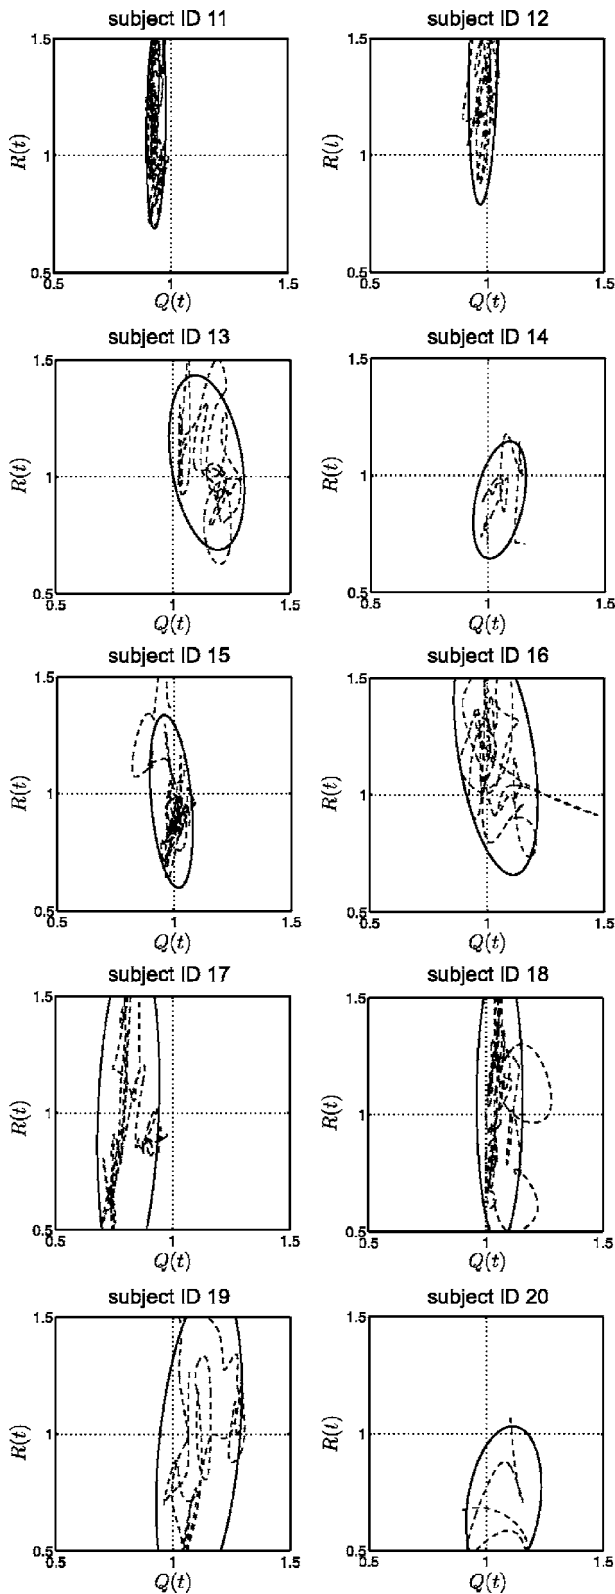 subject ID 11
subject ID 12
1.5
1
0.5
R(t)
0.5
1
1.5
Q(t)
1.5
1
0.5
R(t)
0.5
1
1.5
Q(t)
subject ID 13
subject ID 14
1.5
1
0.5
R(t)
0.5
1
1.5
Q(t)
1.5
1
0.5
R(t)
0.5
1
1.5
Q(t)
subject ID 15
subject ID 16
1.5
1
0.5
R(t)
0.5
1
1.5
Q(t)
1.5
1
0.5
R(t)
0.5
1
1.5
Q(t)
subject ID 17
subject ID 18
1.5
1
0.5
R(t)
0.5
1
1.5
Q(t)
1.5
1
0.5
R(t)
0.5
1
1.5
Q(t)
subject ID 19
subject ID 20
1.5
1
0.5
R(t)
0.5
1
1.5
Q(t)
1.5
1
0.5
R(t)
0.5
1
1.5
Q(t)